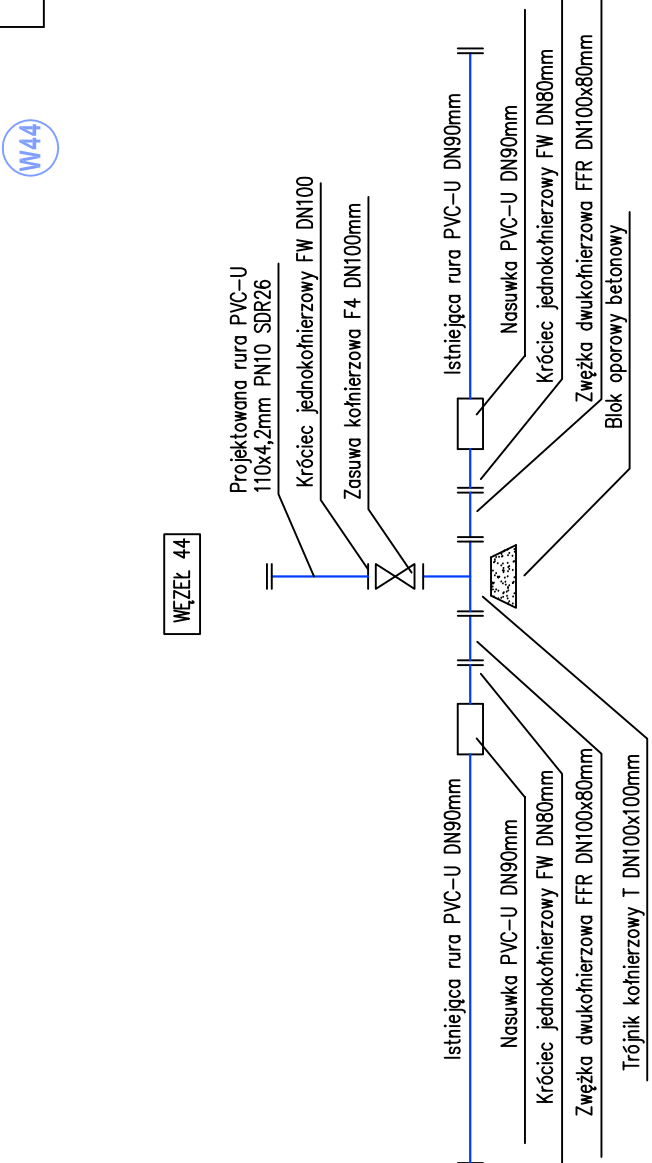 W44
WĘZEŁ 44
Projektowana rura PVC-U
110x4,2mm PN10 SDR26
Króciec jednokołnierzowy FW DN100
Zasuwa kołnierzowa F4 DN100mm
Istniejąca rura PVC-U DN90mm
Nasuwka PVC-U DN90mm
Króciec jednokołnierzowy FW DN80mm
Zwężka dwukołnierzowa FFR DN100x80mm
Blok oporowy betonowy
Istniejąca rura PVC-U DN90mm
Nasuwka PVC-U DN90mm
Króciec jednokołnierzowy FW DN80mm
Zwężka dwukołnierzowa FFR DN100x80mm
Trójnik kołnierzowy T DN100x100mm